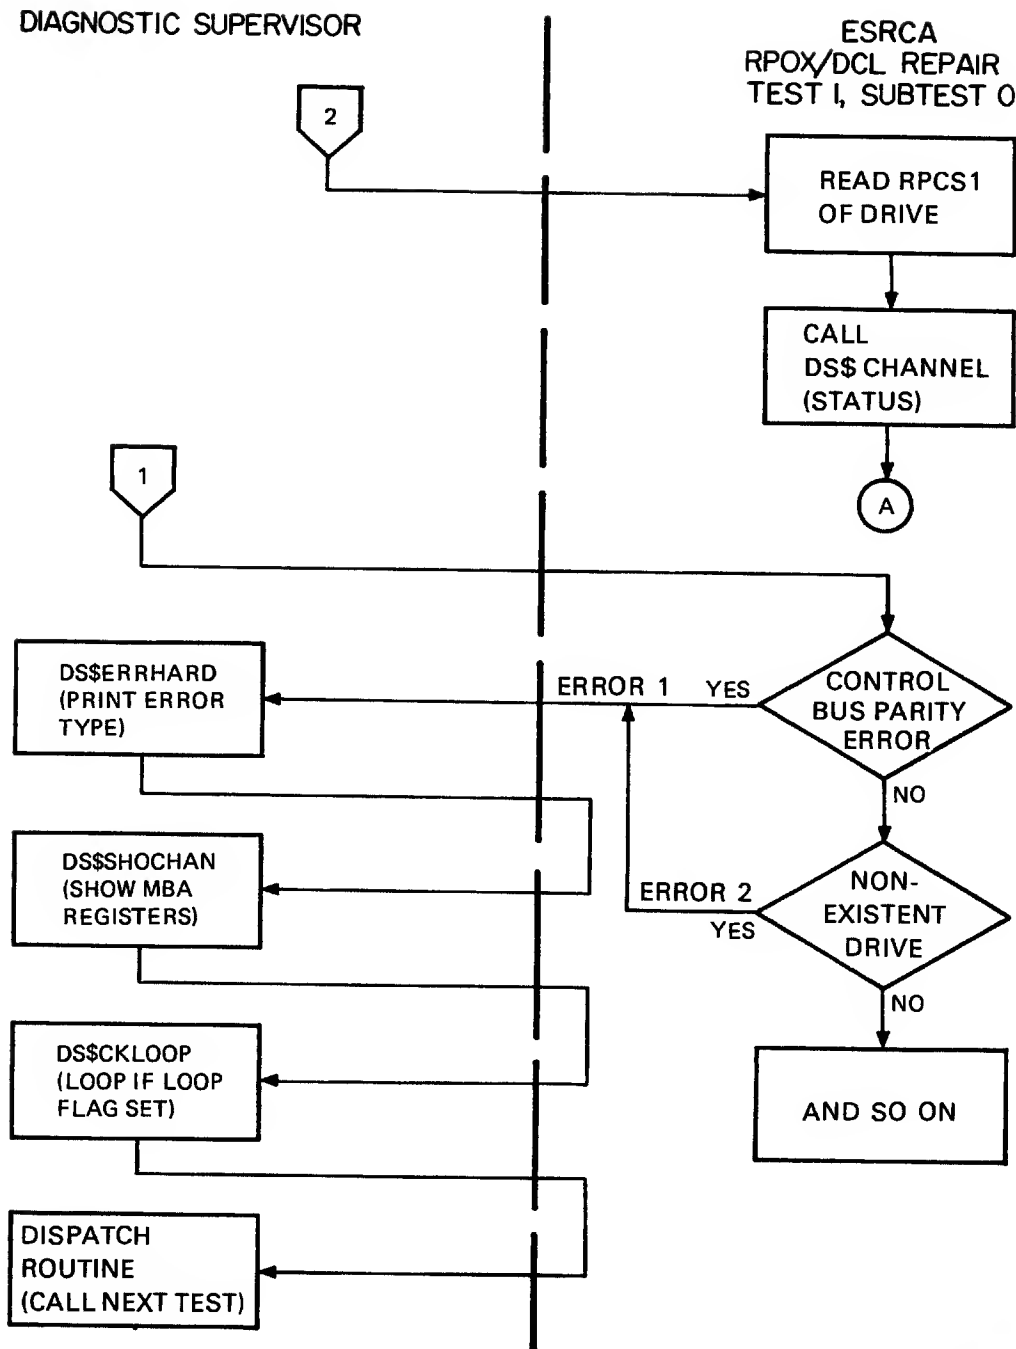 DIAGNOSTIC SUPERVISOR
ESRCA
RPOX/DCL REPAIR
TEST 1, SUBTEST 0
2
READ RPCS1
OF DRIVE
CALL
DS$ CHANNEL
(STATUS)
A
1
CONTROL
BUS PARITY
ERROR
YES
ERROR 1
NO
DS$ERRHARD
(PRINT ERROR
TYPE)
NON-
EXISTENT
DRIVE
ERROR 2
YES
NO
DS$SHOCHAN
(SHOW MBA
REGISTERS)
AND SO ON
DS$CKLOOP
(LOOP IF LOOP
FLAG SET)
DISPATCH
ROUTINE
(CALL NEXT TEST)